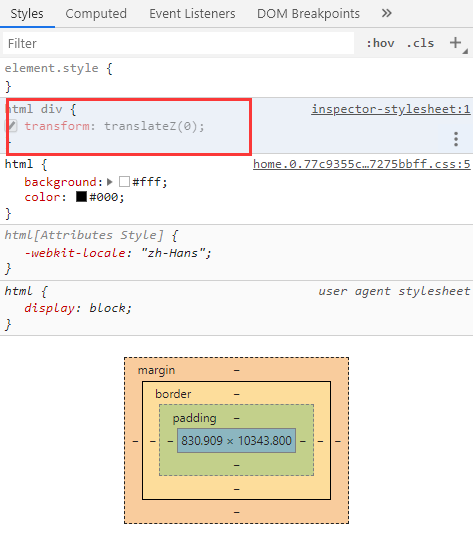 Styles Computed Event Listeners DOM Breakpoints »
Filter :hov .cls +
element.style {
}
html div { inspector-stylesheet:1
transform: translateZ(0);
html { home.0.77c9355c…7275bbff.css:5
background: #fff;
color: #000;
}
html[Attributes Style] {
-webkit-locale: "zh-Hans";
}
html { user agent stylesheet
display: block;
}
margin –
border –
padding –
– – – 830.909 × 10343.800 – – –
–
–
–